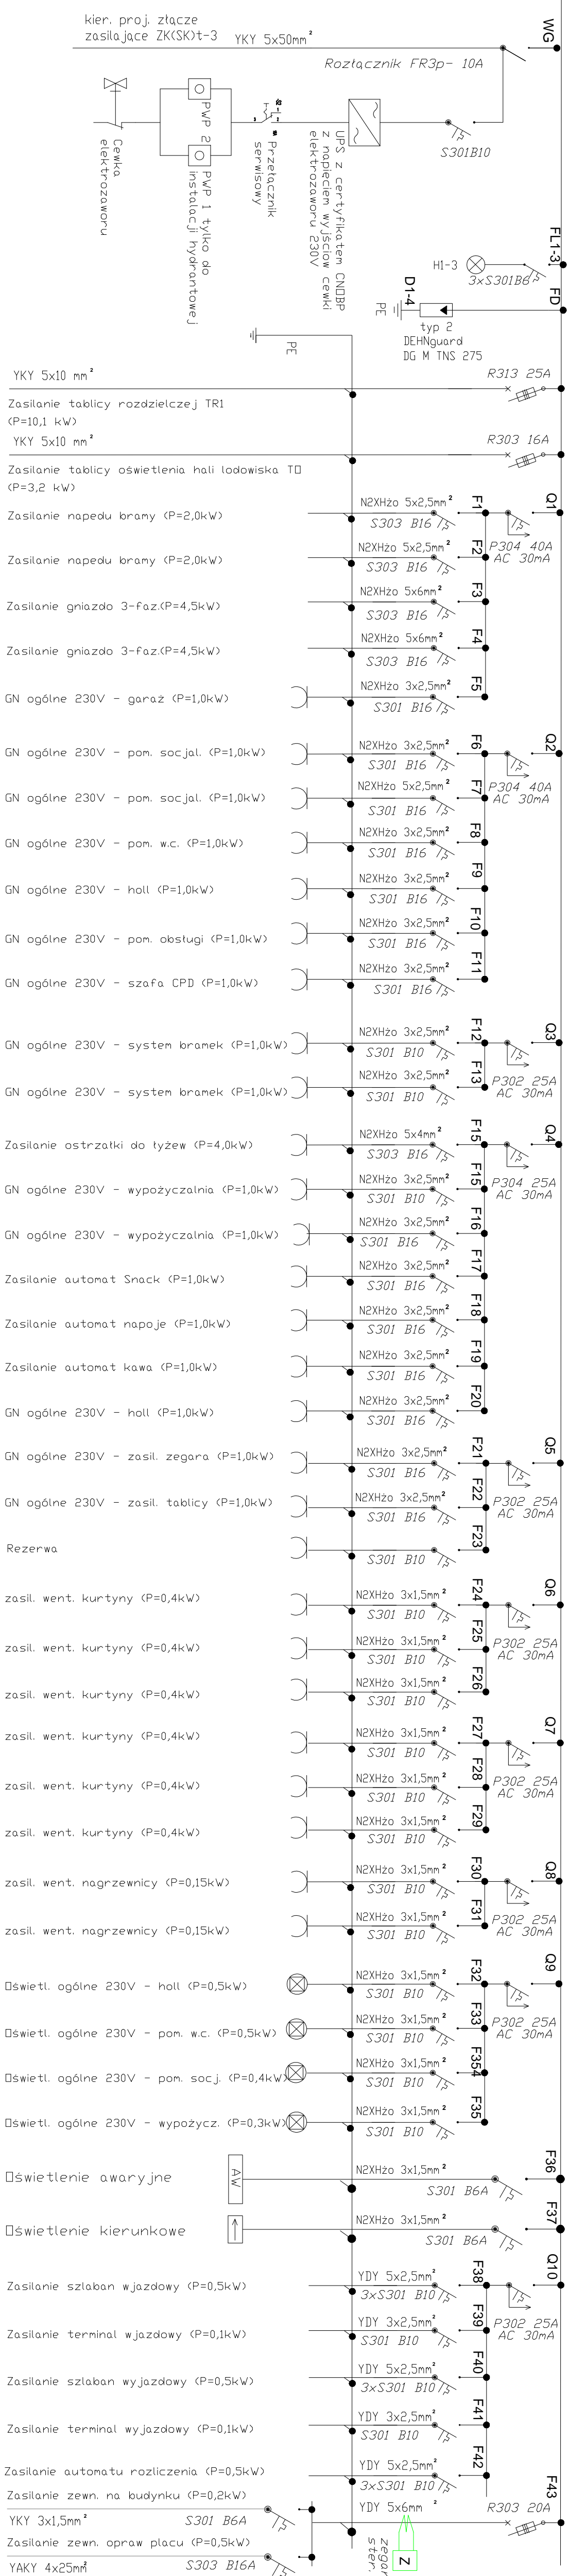 kier. proj. złącze
zasilające ZK(SK)t-3
YKY 5x50mm²
WG
Rozłącznik FR3p- 10A
S301B10
UPS z certyfikatem CN□BP
z napięciem wyjściow cewki
elektrozaworu 230V
Przełącznik
serwisowy
PWP 2
PWP 1 tylko do
instalacji hydrantowej
Cewka
elektrozaworu
FL1-3
H1-3
3xS301B6
FD
D1-4
PE
typ 2
DEHNguard
DG M TNS 275
PE
YKY 5x10 mm²
R313 25A
Zasilanie tablicy rozdzielczej TR1
(P=10,1 kW)
YKY 5x10 mm²
R303 16A
Zasilanie tablicy oświetlenia hali lodowiska T□
(P=3,2 kW)
Q1
P304 40A
AC 30mA
Zasilanie napedu bramy (P=2,0kW)
N2XHżo 5x2,5mm²
S303 B16
F1
Zasilanie napedu bramy (P=2,0kW)
N2XHżo 5x2,5mm²
S303 B16
F2
Zasilanie gniazdo 3-faz.(P=4,5kW)
N2XHżo 5x6mm²
S303 B16
F3
Zasilanie gniazdo 3-faz.(P=4,5kW)
N2XHżo 5x6mm²
S303 B16
F4
GN ogólne 230V - garaż (P=1,0kW)
N2XHżo 3x2,5mm²
S301 B16
F5
Q2
P304 40A
AC 30mA
GN ogólne 230V - pom. socjal. (P=1,0kW)
N2XHżo 3x2,5mm²
S301 B16
F6
GN ogólne 230V - pom. socjal. (P=1,0kW)
N2XHżo 5x2,5mm²
S301 B16
F7
GN ogólne 230V - pom. w.c. (P=1,0kW)
N2XHżo 3x2,5mm²
S301 B16
F8
GN ogólne 230V - holl (P=1,0kW)
N2XHżo 3x2,5mm²
S301 B16
F9
GN ogólne 230V - pom. obsługi (P=1,0kW)
N2XHżo 3x2,5mm²
S301 B16
F10
GN ogólne 230V - szafa CPD (P=1,0kW)
N2XHżo 3x2,5mm²
S301 B16
F11
Q3
P302 25A
AC 30mA
GN ogólne 230V - system bramek (P=1,0kW)
N2XHżo 3x2,5mm²
S301 B10
F12
GN ogólne 230V - system bramek (P=1,0kW)
N2XHżo 3x2,5mm²
S301 B10
F13
Q4
P304 25A
AC 30mA
Zasilanie ostrzałki do łyżew (P=4,0kW)
N2XHżo 5x4mm²
S303 B16
F15
GN ogólne 230V - wypożyczalnia (P=1,0kW)
N2XHżo 3x2,5mm²
S301 B10
F15
GN ogólne 230V - wypożyczalnia (P=1,0kW)
N2XHżo 3x2,5mm²
S301 B16
F16
Zasilanie automat Snack (P=1,0kW)
N2XHżo 3x2,5mm²
S301 B16
F17
Zasilanie automat napoje (P=1,0kW)
N2XHżo 3x2,5mm²
S301 B16
F18
Zasilanie automat kawa (P=1,0kW)
N2XHżo 3x2,5mm²
S301 B16
F19
GN ogólne 230V - holl (P=1,0kW)
N2XHżo 3x2,5mm²
S301 B16
F20
Q5
P302 25A
AC 30mA
GN ogólne 230V - zasil. zegara (P=1,0kW)
N2XHżo 3x2,5mm²
S301 B16
F21
GN ogólne 230V - zasil. tablicy (P=1,0kW)
N2XHżo 3x2,5mm²
S301 B16
F22
Rezerwa
S301 B10
F23
Q6
P302 25A
AC 30mA
zasil. went. kurtyny (P=0,4kW)
N2XHżo 3x1,5mm²
S301 B10
F24
zasil. went. kurtyny (P=0,4kW)
N2XHżo 3x1,5mm²
S301 B10
F25
zasil. went. kurtyny (P=0,4kW)
N2XHżo 3x1,5mm²
S301 B10
F26
Q7
P302 25A
AC 30mA
zasil. went. kurtyny (P=0,4kW)
N2XHżo 3x1,5mm²
S301 B10
F27
zasil. went. kurtyny (P=0,4kW)
N2XHżo 3x1,5mm²
S301 B10
F28
zasil. went. kurtyny (P=0,4kW)
N2XHżo 3x1,5mm²
S301 B10
F29
Q8
P302 25A
AC 30mA
zasil. went. nagrzewnicy (P=0,15kW)
N2XHżo 3x1,5mm²
S301 B10
F30
zasil. went. nagrzewnicy (P=0,15kW)
N2XHżo 3x1,5mm²
S301 B10
F31
Q9
P302 25A
AC 30mA
□świetl. ogólne 230V - holl (P=0,5kW)
N2XHżo 3x1,5mm²
S301 B10
F32
□świetl. ogólne 230V - pom. w.c. (P=0,5kW)
N2XHżo 3x1,5mm²
S301 B10
F33
□świetl. ogólne 230V - pom. socj. (P=0,4kW)
N2XHżo 3x1,5mm²
S301 B10
F354
□świetl. ogólne 230V - wypożycz. (P=0,3kW)
N2XHżo 3x1,5mm²
S301 B10
F35
□świetlenie awaryjne
AW
N2XHżo 3x1,5mm²
S301 B6A
F36
□świetlenie kierunkowe
N2XHżo 3x1,5mm²
S301 B6A
F37
Q10
P302 25A
AC 30mA
Zasilanie szlaban wjazdowy (P=0,5kW)
YDY 5x2,5mm²
3xS301 B10
F38
Zasilanie terminal wjazdowy (P=0,1kW)
YDY 3x2,5mm²
S301 B10
F39
Zasilanie szlaban wyjazdowy (P=0,5kW)
YDY 5x2,5mm²
3xS301 B10
F40
Zasilanie terminal wyjazdowy (P=0,1kW)
YDY 3x2,5mm²
S301 B10
F41
Zasilanie automatu rozliczenia (P=0,5kW)
YDY 5x2,5mm²
3xS301 B10
F42
F43
R303 20A
Zasilanie zewn. na budynku (P=0,2kW)
YKY 3x1,5mm²
S301 B6A
YDY 5x6mm²
Zasilanie zewn. opraw placu (P=0,5kW)
YAKY 4x25mm²
S303 B16A
zegar
ster.
Z